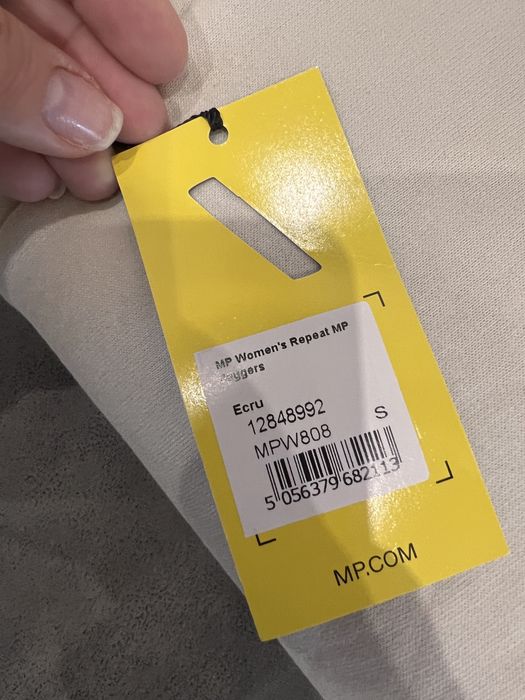 MP Women's Repeat MP
Joggers
Ecru
12848992
S
MPW808
5 056379 682113
MP.COM